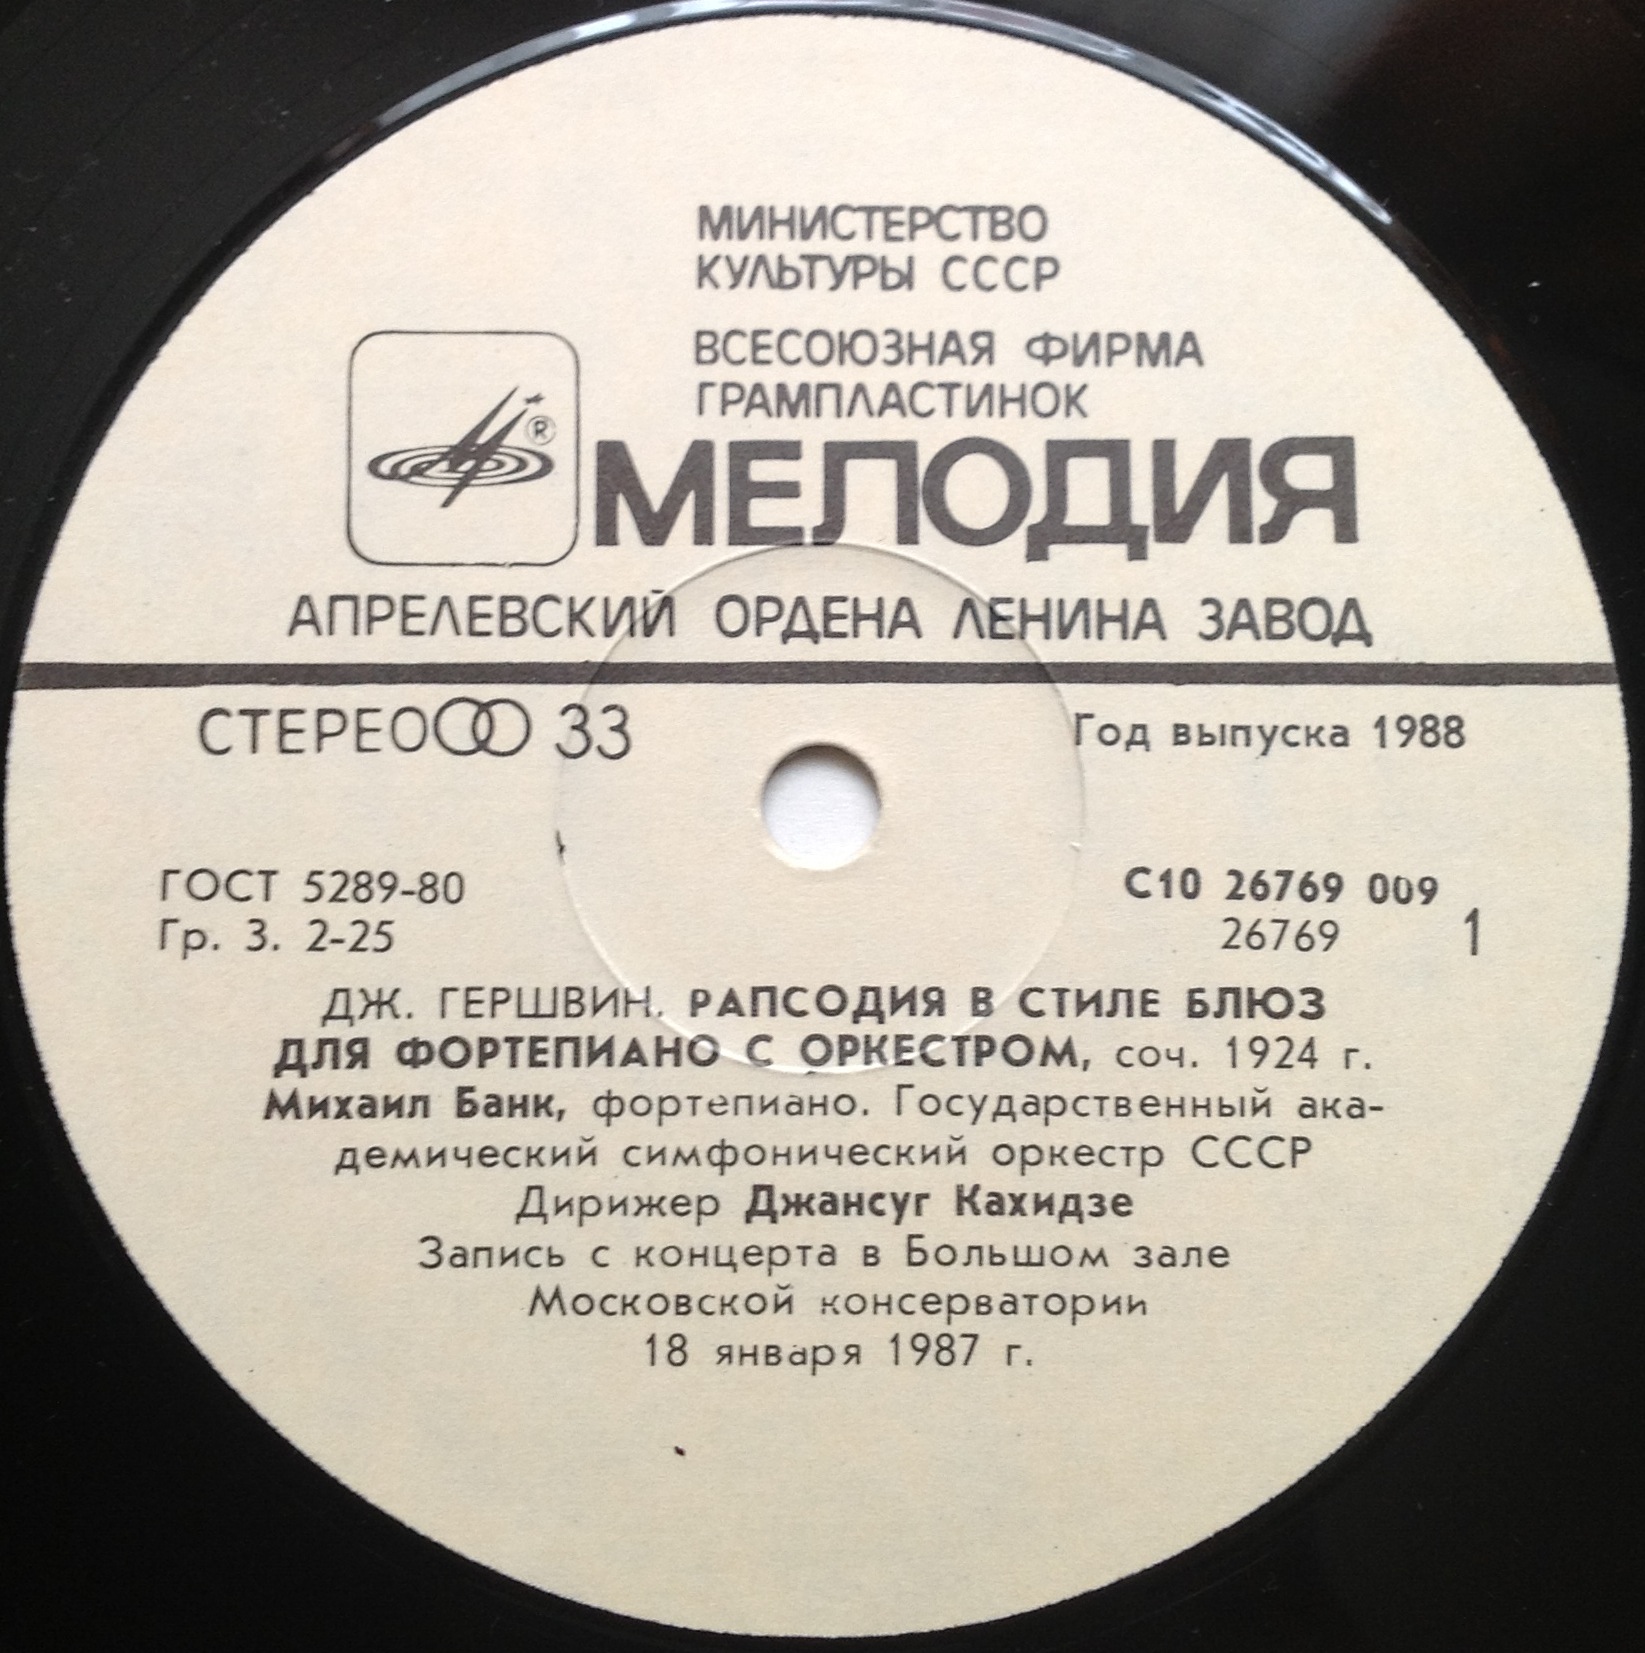 МИНИСТЕРСТВО
КУЛЬТУРЫ СССР
ВСЕСОЮЗНАЯ ФИРМА
ГРАМПЛАСТИНОК
®
МЕЛОДИЯ
АПРЕЛЕВСКИЙ ОРДЕНА ЛЕНИНА ЗАВОД
СТЕРЕО 33
Год выпуска 1988
ГОСТ 5289-80
Гр. 3. 2-25
С10 26769 009
26769 1
ДЖ. ГЕРШВИН. РАПСОДИЯ В СТИЛЕ БЛЮЗ
ДЛЯ ФОРТЕПИАНО С ОРКЕСТРОМ, соч. 1924 г.
Михаил Банк, фортепиано. Государственный ака-
демический симфонический оркестр СССР
Дирижер Джансуг Кахидзе
Запись с концерта в Большом зале
Московской консерватории
18 января 1987 г.